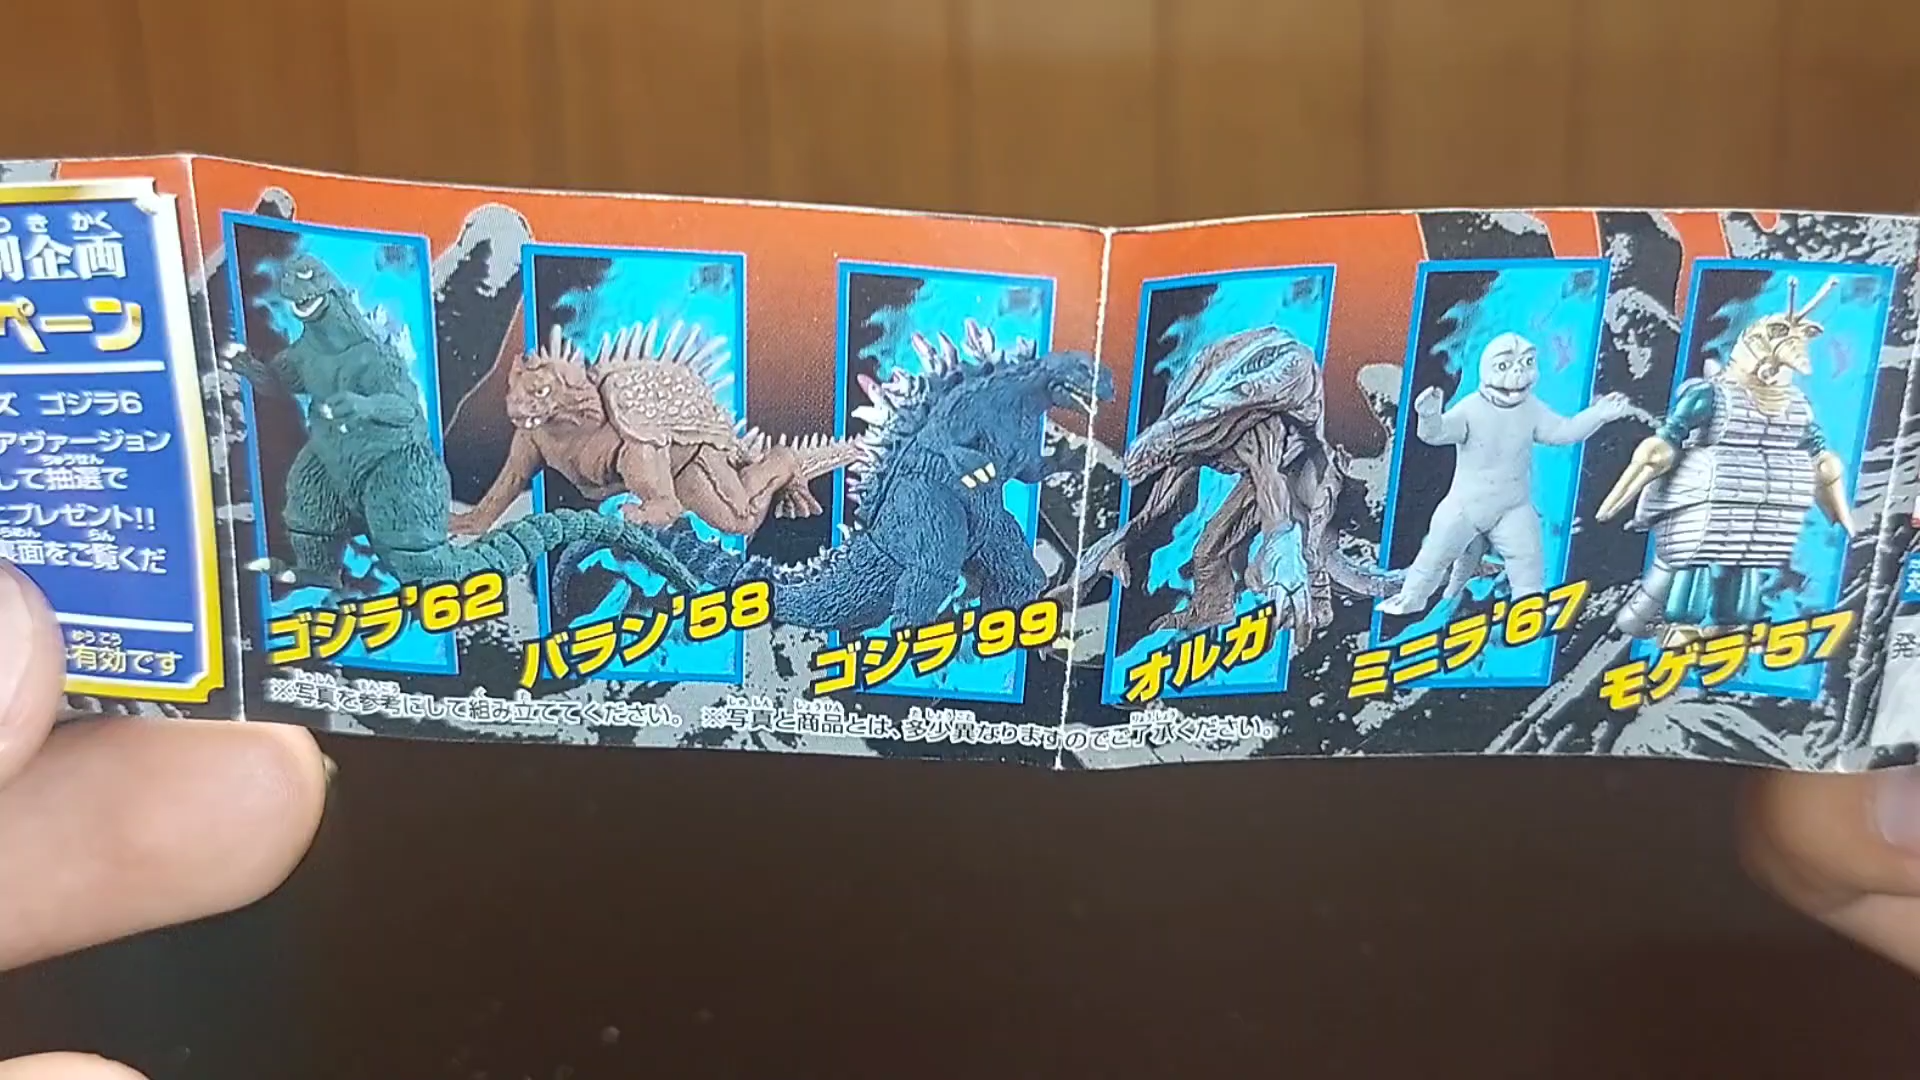 企画
ペーン
ズ ゴジラ6
アヴァージョン
して抽選で
プレゼント!!
面をご覧くだ
有効です
ゴジラ'62
バラン'58
ゴジラ'99
オルガ
ミニラ'67
モゲラ'57
※写真を参考にして組み立ててください。 ※写真と商品とは、多少異なりますのでご了承ください。
発